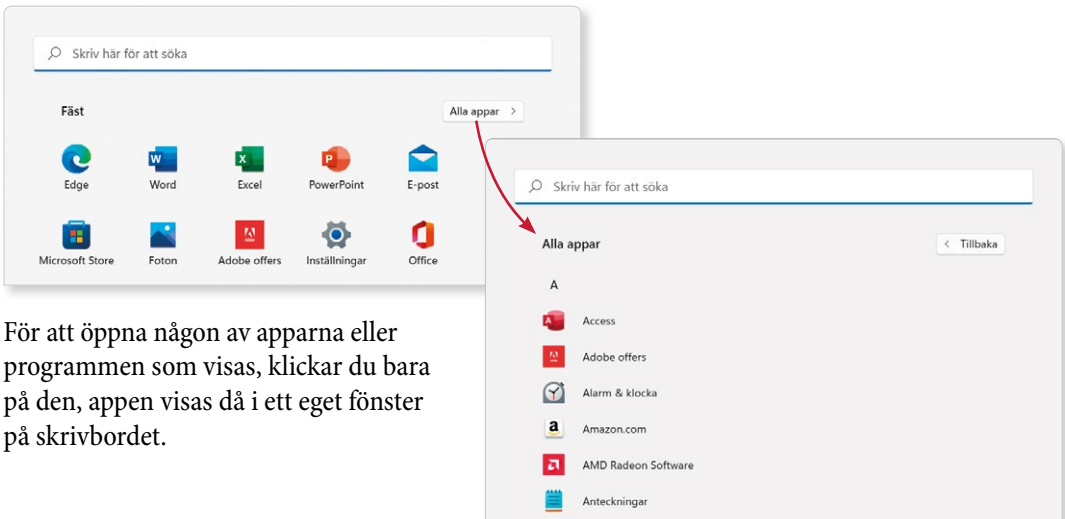 Skriv här för att söka
Fäst
Alla appar >
Edge
Word
Excel
PowerPoint
E-post
Microsoft Store
Foton
Adobe offers
Inställningar
Office
För att öppna någon av apparna eller
programmen som visas, klickar du bara
på den, appen visas då i ett eget fönster
på skrivbordet.
Skriv här för att söka
Alla appar
< Tillbaka
A
Access
Adobe offers
Alarm & klocka
Amazon.com
AMD Radeon Software
Anteckningar